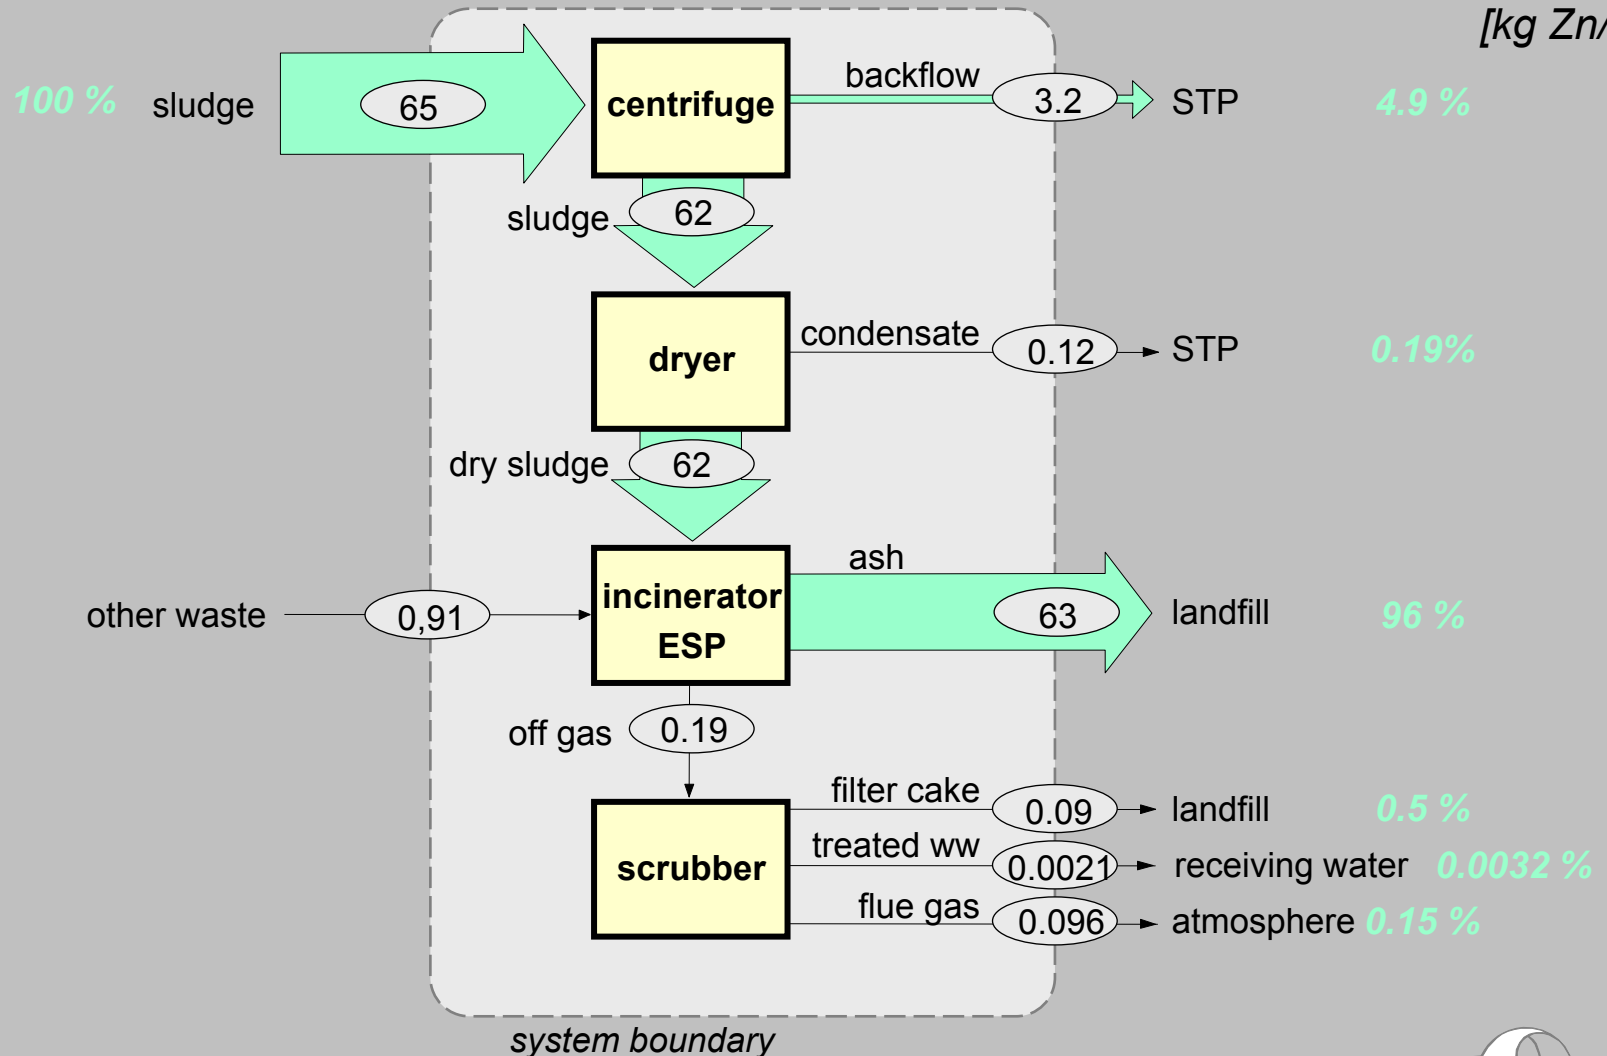 [kg Zn/
100 % sludge 65 centrifuge backflow 3.2 STP 4.9 %
sludge 62
dryer condensate 0.12 STP 0.19%
dry sludge 62
ash
other waste 0,91 incinerator 63 landfill 96 %
ESP
off gas 0.19
filter cake 0.09 landfill 0.5 %
scrubber treated ww 0.0021 receiving water 0.0032 %
flue gas 0.096 atmosphere 0.15 %
system boundary